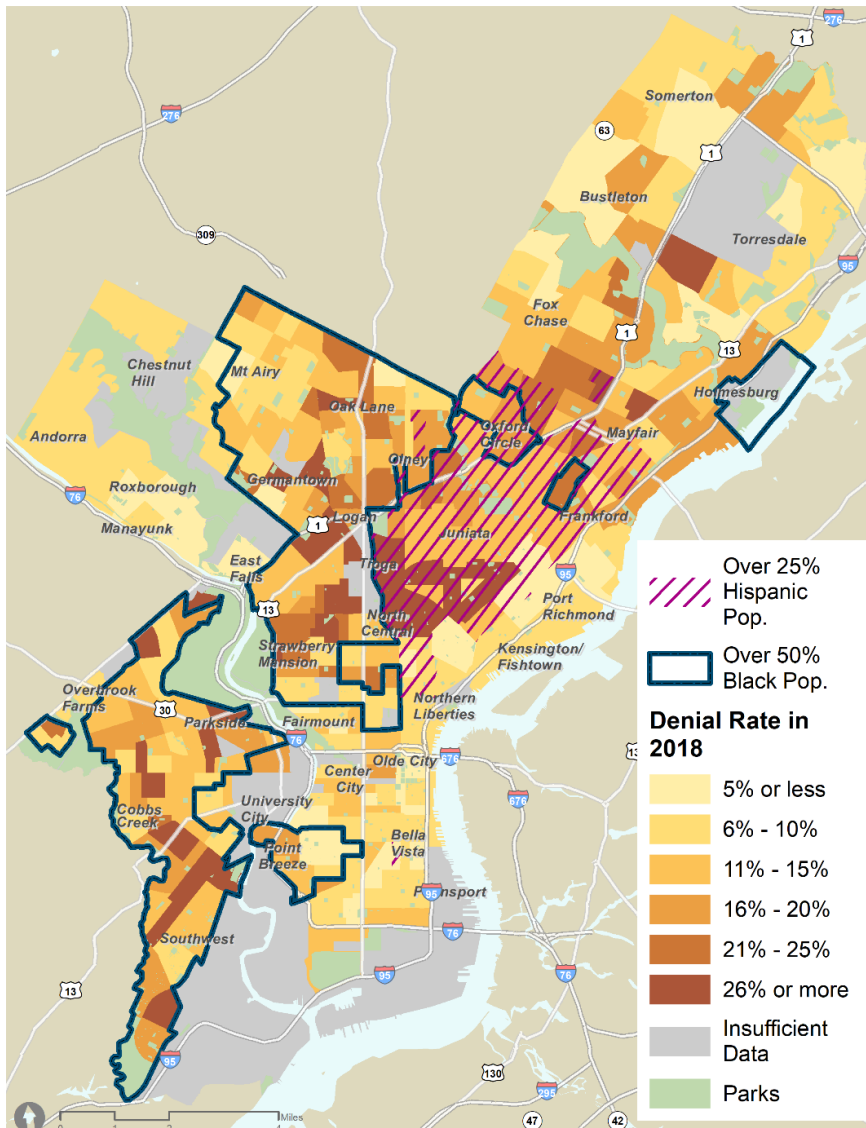 276
1
276
Somerton
63
1
Bustleton
309
Torresdale
95
Fox
Chase
1
13
Chestnut
Hill
Mt Airy
Holmesburg
Oak Lane
Oxford
Circle
Mayfair
Andorra
Olney
Germantown
76
Roxborough
Logan
Frankford
1
Juniata
Manayunk
East
Falls
Tioga
95
13
Port
Richmond
North
Central
Strawberry
Mansion
Kensington/
Fishtown
Overbrook
Farms
30
Parkside
Fairmount
Northern
Liberties
76
Olde City
676
Center
City
676
Cobbs
Creek
University
City
Bella
Vista
Point
Breeze
95
76
Southwest
95
13
76
95
130
295
47
42
Miles
Over 25%
Hispanic
Pop.
Over 50%
Black Pop.
Denial Rate in
2018
5% or less
6% - 10%
11% - 15%
16% - 20%
21% - 25%
26% or more
Insufficient
Data
Parks